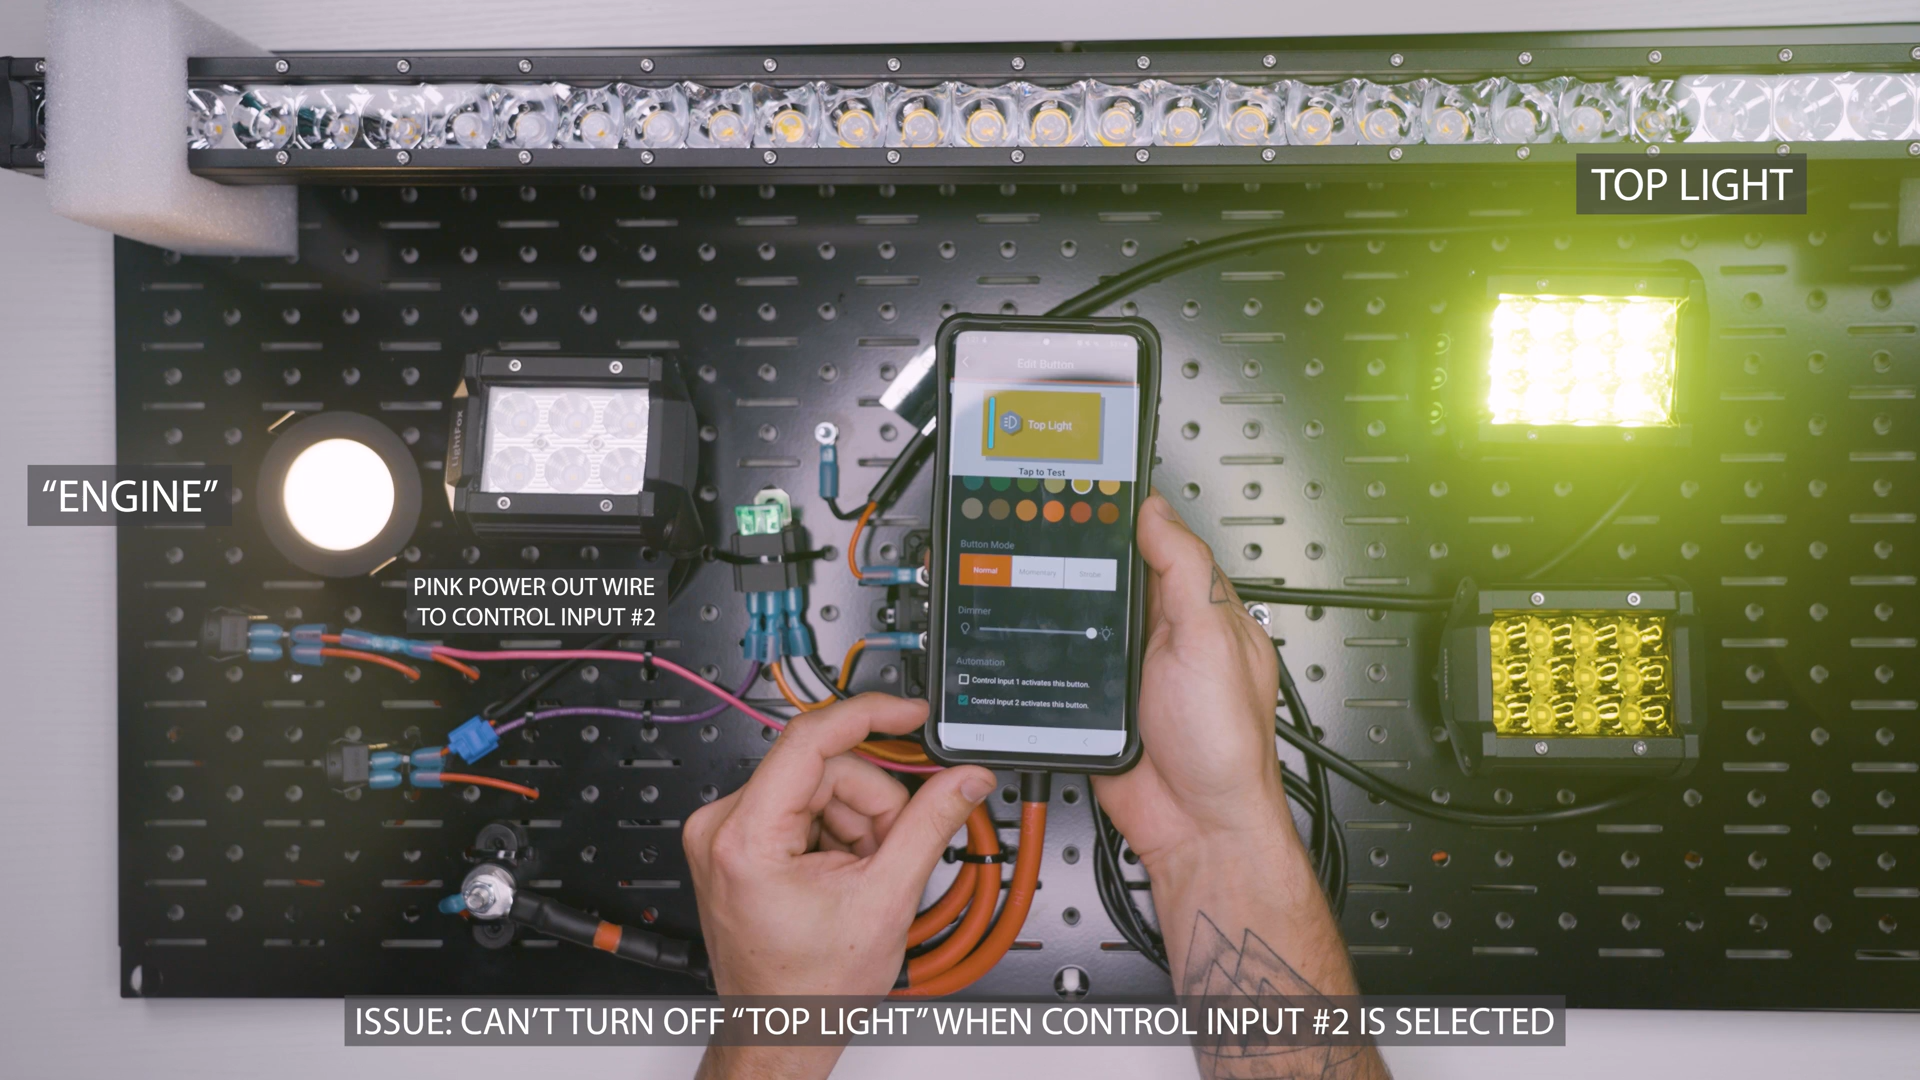 TOP LIGHT
Edit Button
Top Light
Tap to Test
"ENGINE"
LightFox
PINK POWER OUT WIRE
TO CONTROL INPUT #2
Button Mode
Normal
Momentary
Strobe
Dimmer
Automation
Control Input 1 activates this button.
Control Input 2 activates this button.
ISSUE: CAN'T TURN OFF "TOP LIGHT" WHEN CONTROL INPUT #2 IS SELECTED